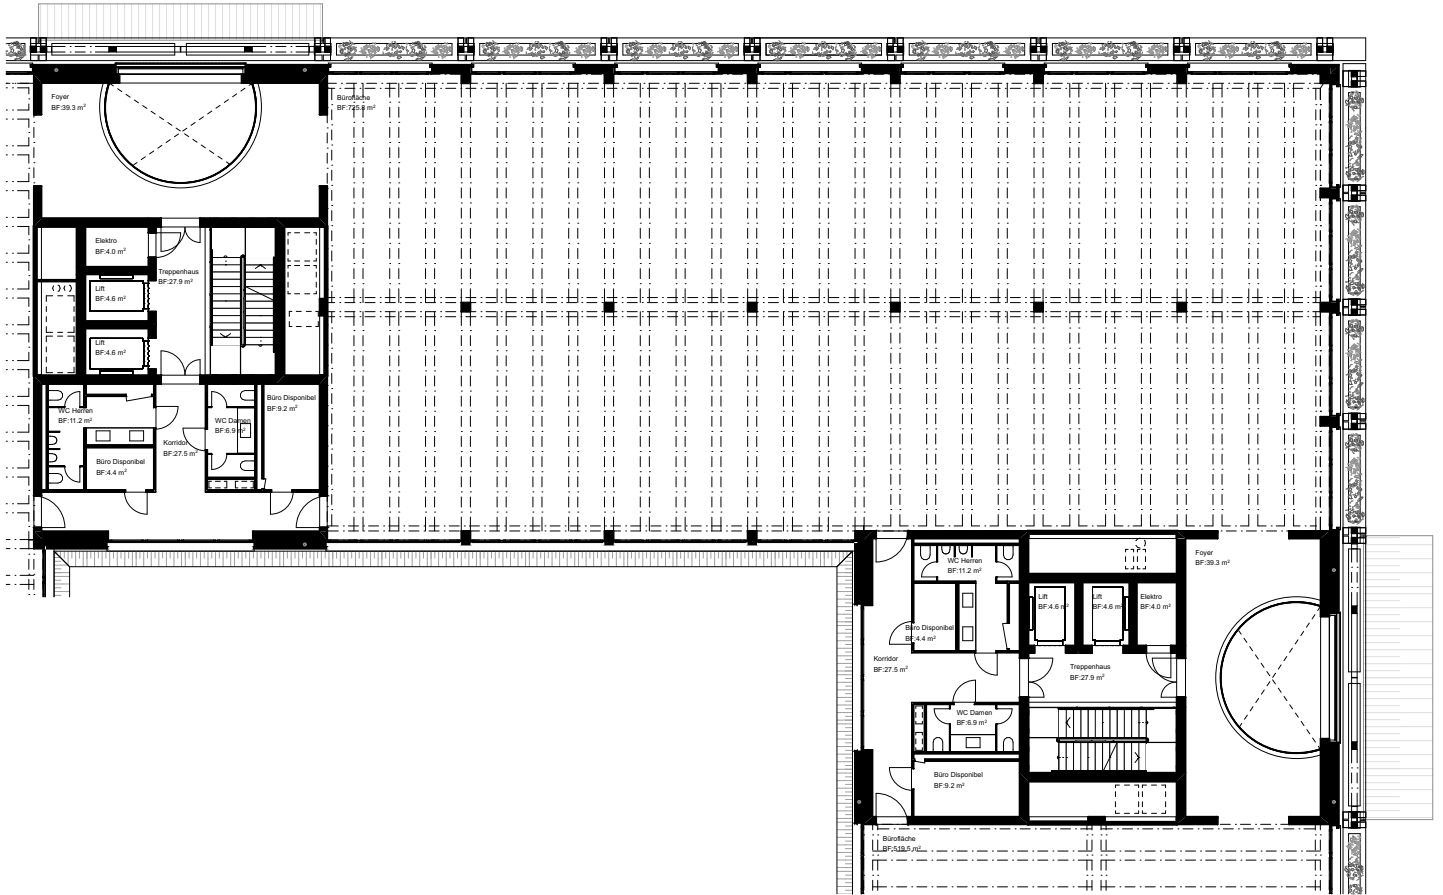 Foyer
BF:39.3 m²
Bürofläche
BF:725.8 m²
Elektro
BF:4.0 m²
Treppenhaus
BF:27.9 m²
Lift
BF:4.6 m²
Lift
BF:4.6 m²
Büro Disponibel
BF:9.2 m²
WC Herren
BF:11.2 m²
WC Damen
BF:6.9 m²
Korridor
BF:27.5 m²
Büro Disponibel
BF:4.4 m²
Foyer
BF:39.3 m²
WC Herren
BF:11.2 m²
Lift
BF:4.6 m²
Lift
BF:4.6 m²
Elektro
BF:4.0 m²
Büro Disponibel
BF:4.4 m²
Korridor
BF:27.5 m²
Treppenhaus
BF:27.9 m²
WC Damen
BF:6.9 m²
Büro Disponibel
BF:9.2 m²
Bürofläche
BF:519.5 m²